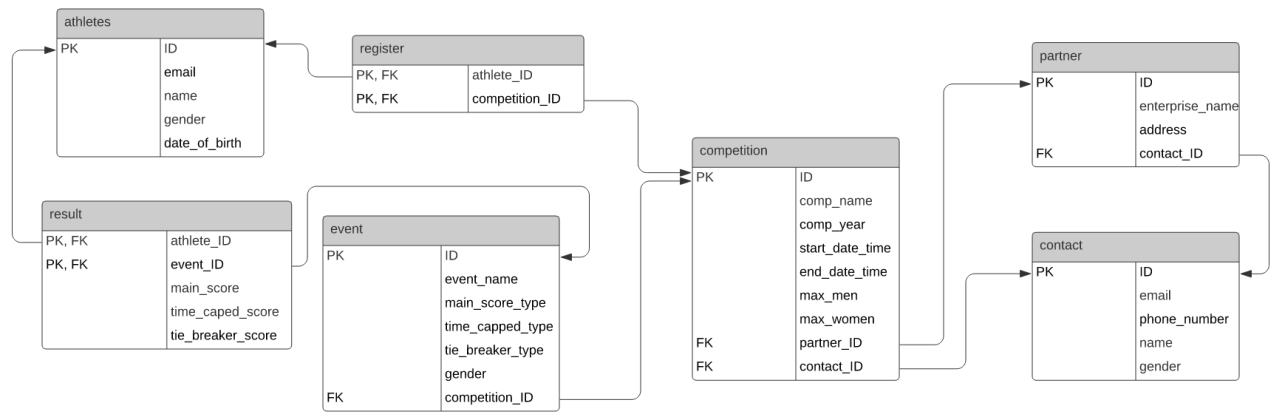 athletes
PK ID
email
name
gender
date_of_birth
register
PK, FK athlete_ID
PK, FK competition_ID
result
PK, FK athlete_ID
PK, FK event_ID
main_score
time_caped_score
tie_breaker_score
event
PK ID
event_name
main_score_type
time_capped_type
tie_breaker_type
gender
FK competition_ID
competition
PK ID
comp_name
comp_year
start_date_time
end_date_time
max_men
max_women
FK partner_ID
FK contact_ID
partner
PK ID
enterprise_name
address
FK contact_ID
contact
PK ID
email
phone_number
name
gender